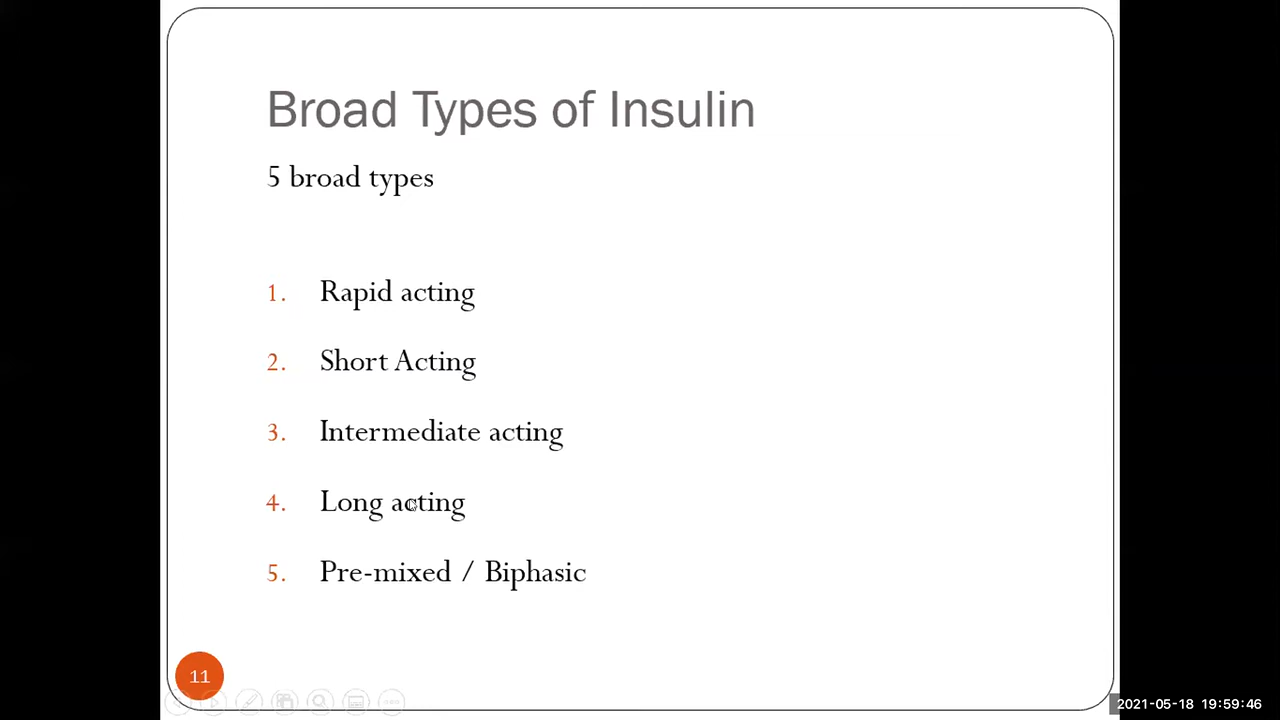 Broad Types of Insulin
5 broad types
1. Rapid acting
2. Short Acting
3. Intermediate acting
4. Long acting
5. Pre-mixed / Biphasic
11
2021-05-18 19:59:46